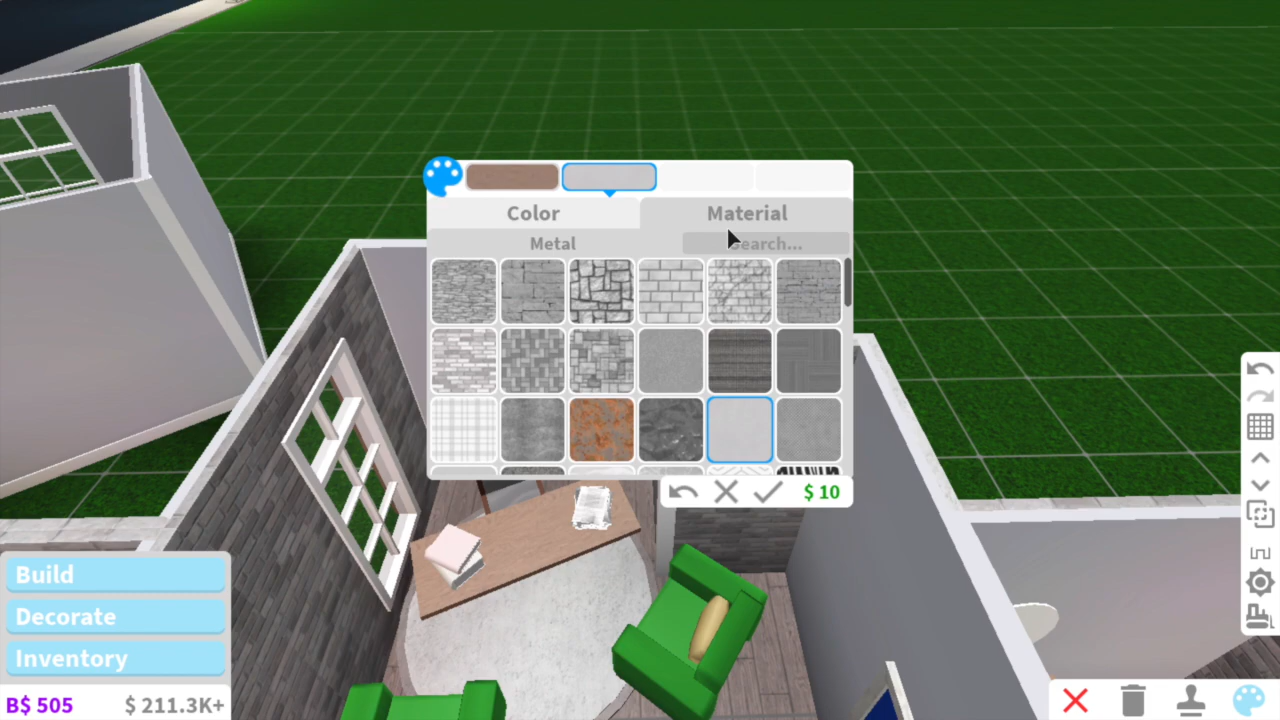 Color
Material
Metal
Search...
$ 10
Build
Decorate
Inventory
B$ 505
$ 211.3K+